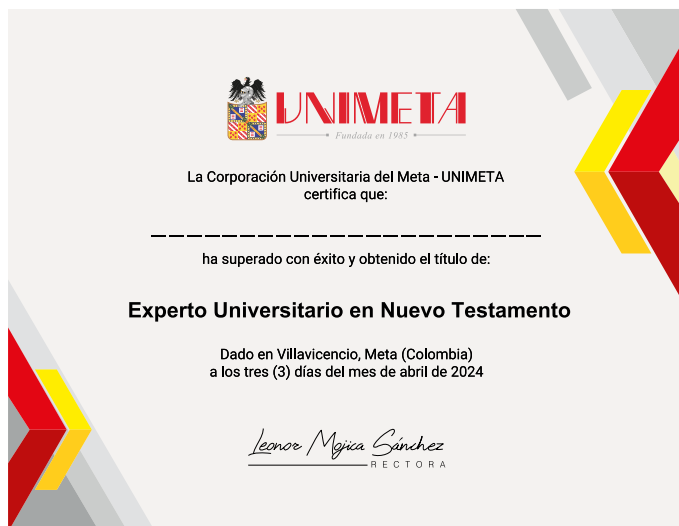 UNIMETA
Fundada en 1985
La Corporación Universitaria del Meta - UNIMETA
certifica que:
ha superado con éxito y obtenido el título de:
Experto Universitario en Nuevo Testamento
Dado en Villavicencio, Meta (Colombia)
a los tres (3) días del mes de abril de 2024
Leonor Mojica Sánchez
RECTORA